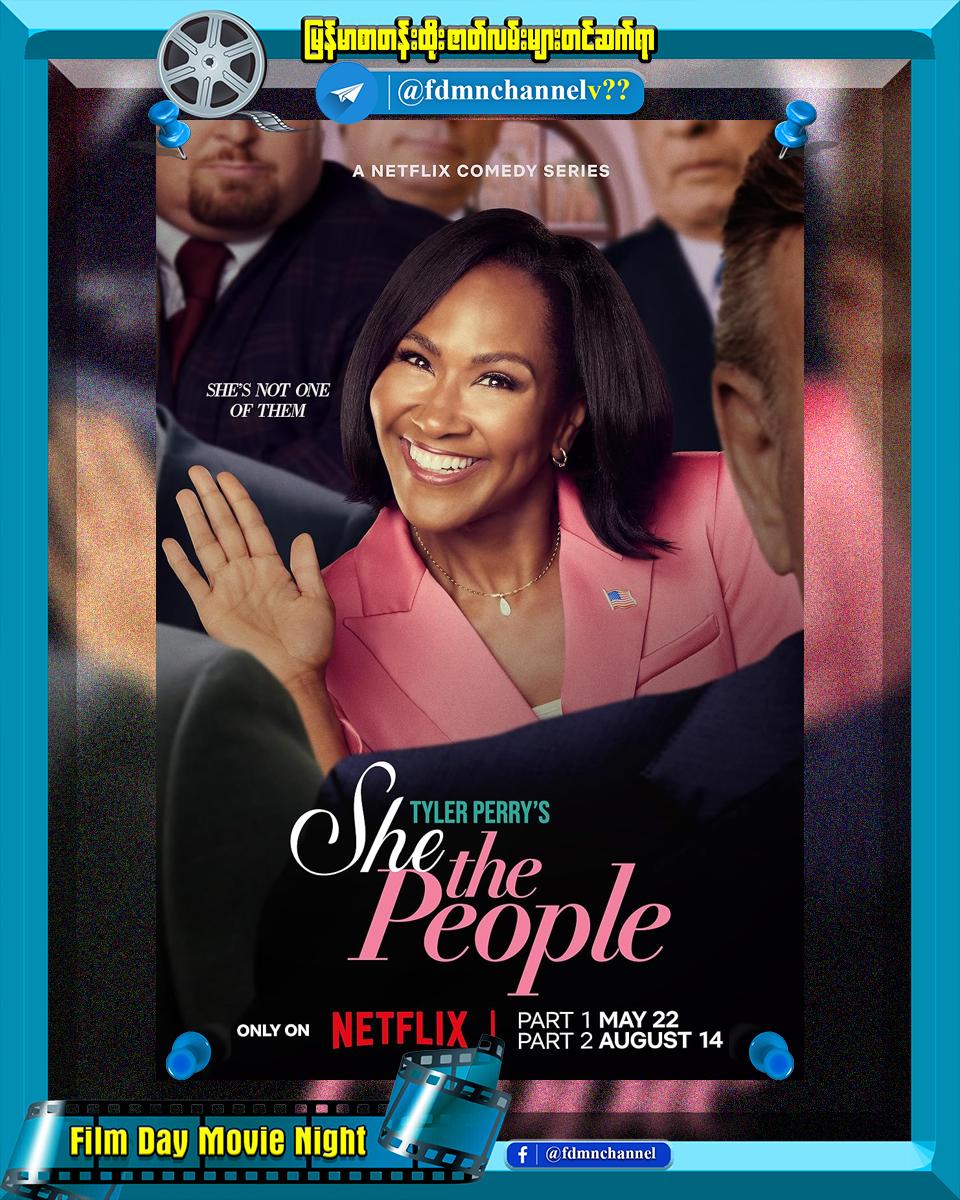 မြန်မာစာတန်းထိုးဇာတ်လမ်းများတင်ဆက်ရာ
@fdmnchannelv??
A NETFLIX COMEDY SERIES
SHE'S NOT ONE
OF THEM
TYLER PERRY'S
She
the
People
ONLY ON NETFLIX | PART 1 MAY 22
PART 2 AUGUST 14
Film Day Movie Night
@fdmnchannel